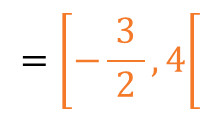 = [ -3/2 , 4 [